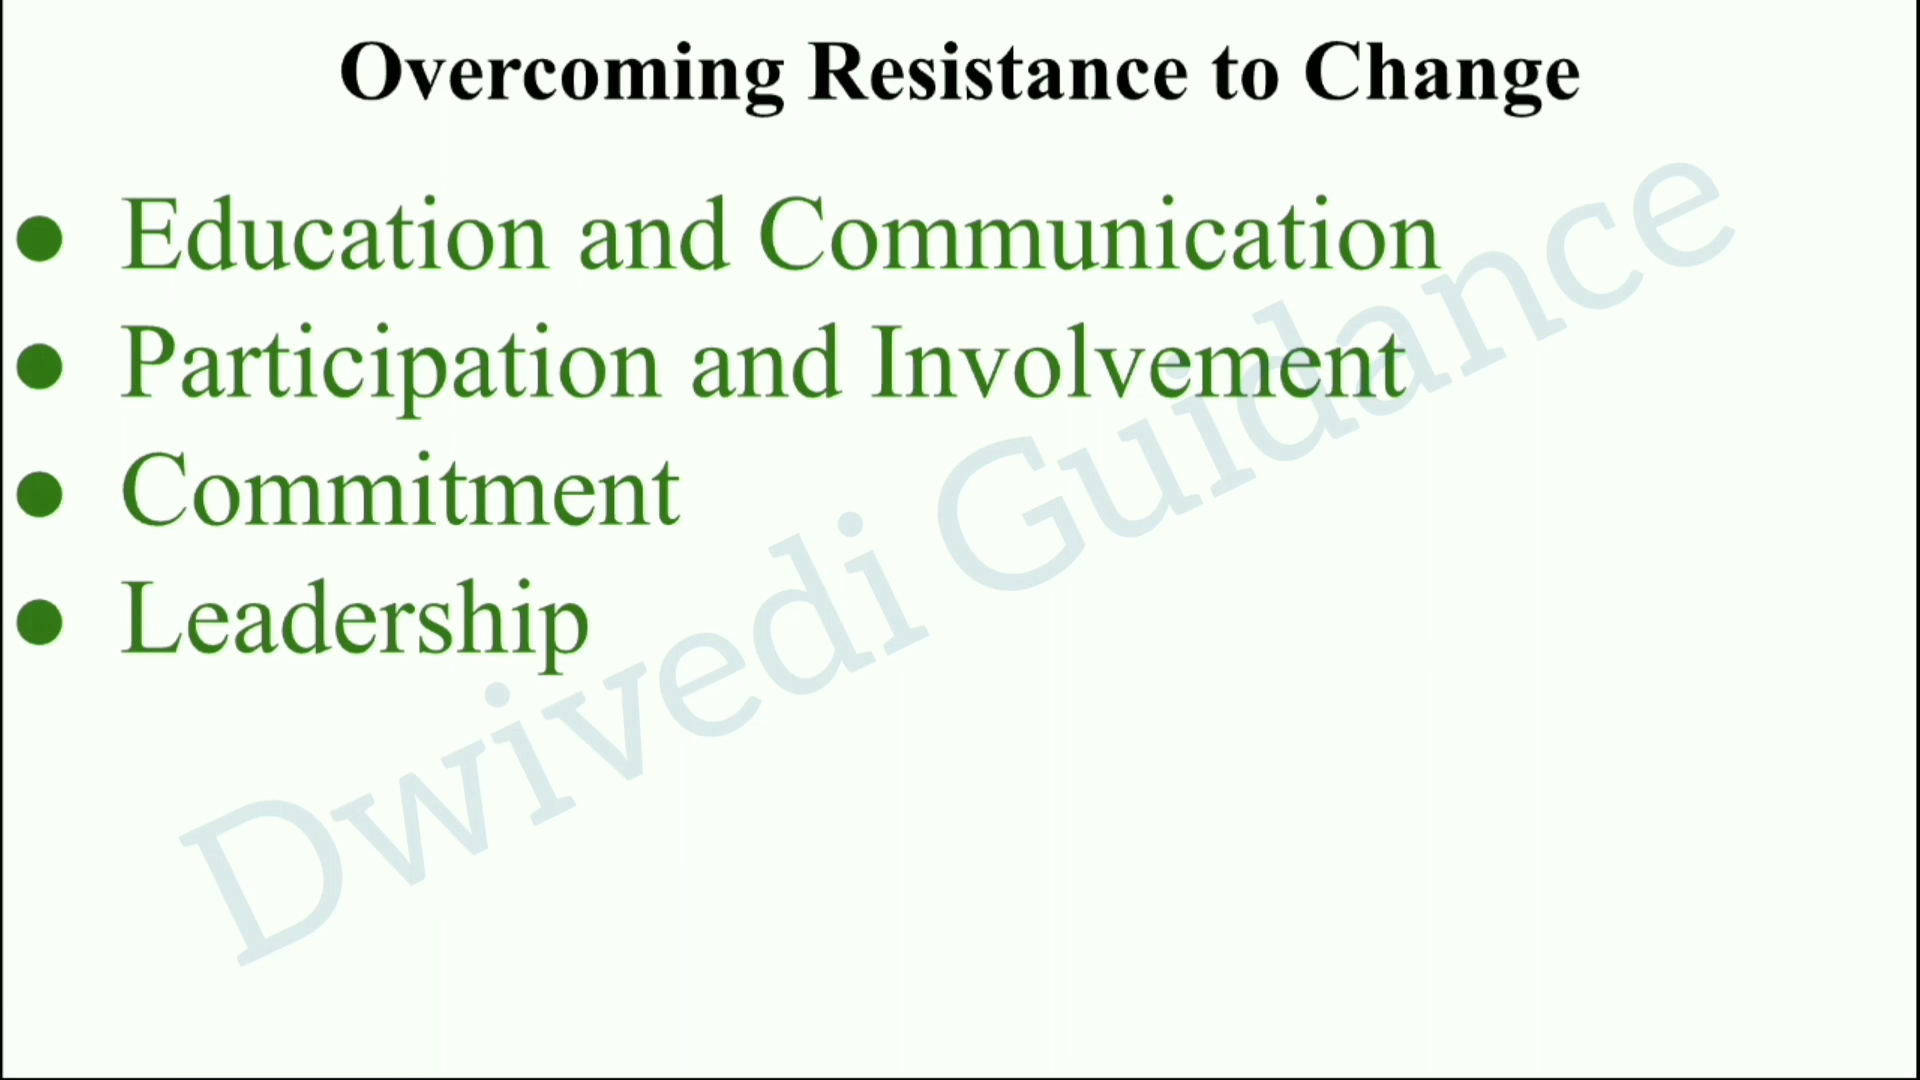 Overcoming Resistance to Change
● Education and Communication
● Participation and Involvement
● Commitment
● Leadership
Dwivedi Guidance